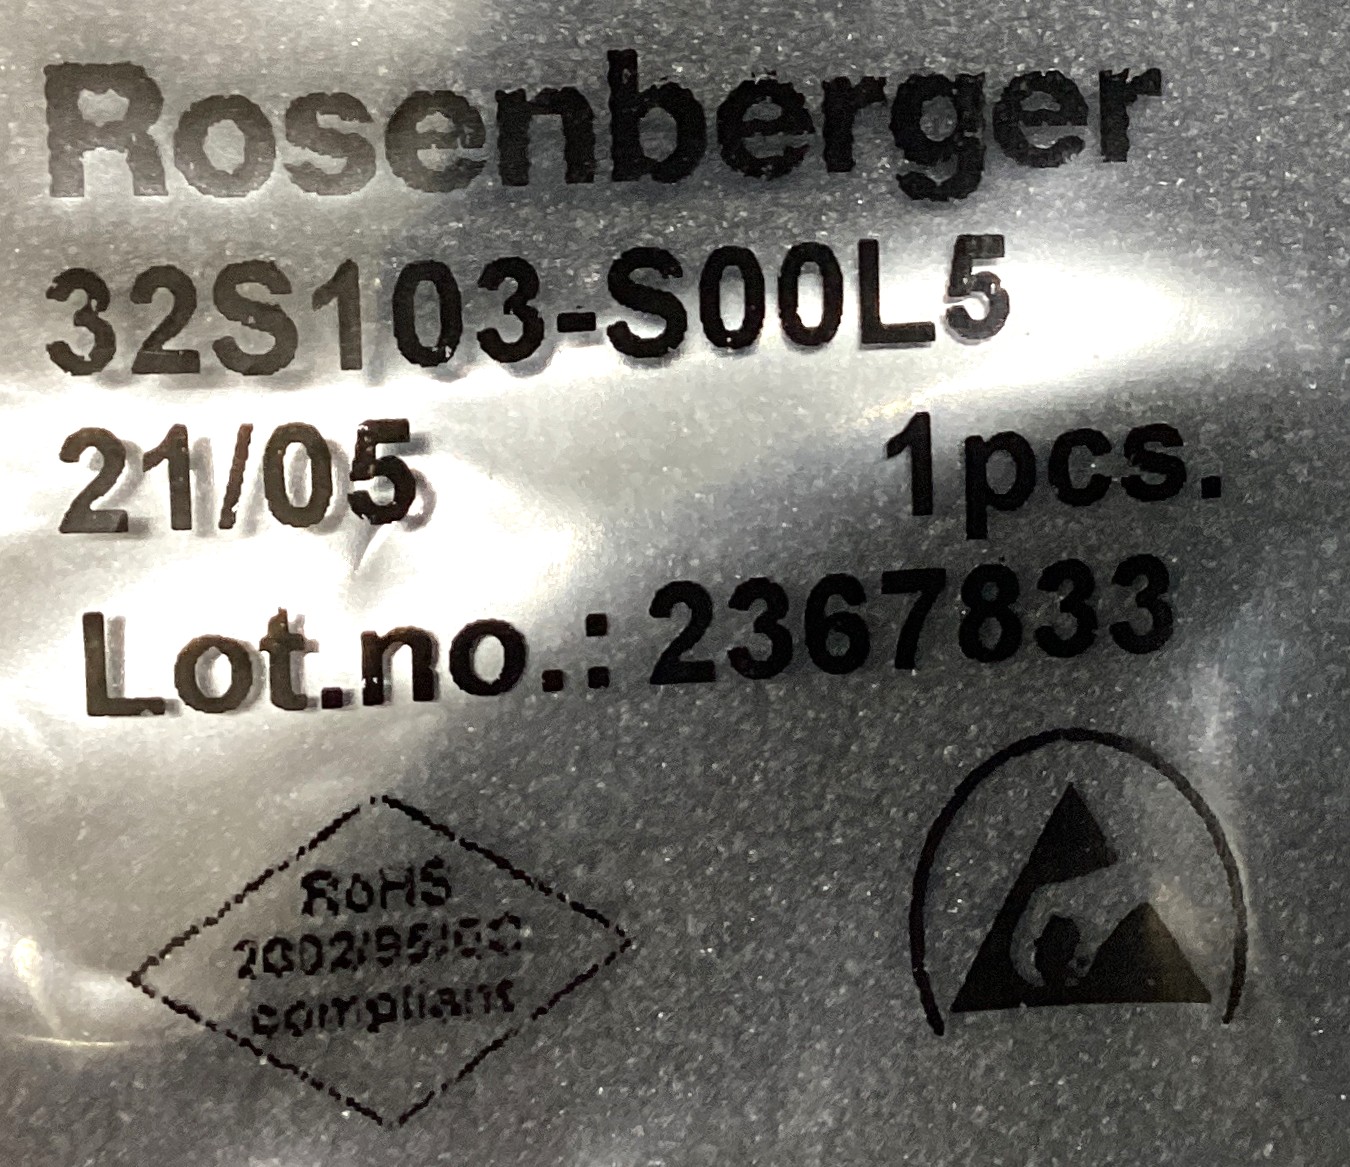 Rosenberger
32S103-S00L5
21/05 1pcs.
Lot.no.: 2367833
RoHS
2002/95/EC
compliant